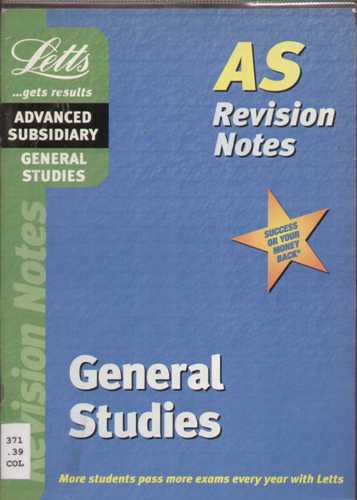 Letts
...gets results
ADVANCED
SUBSIDIARY
GENERAL
STUDIES
AS
Revision
Notes
SUCCESS
OR YOUR
MONEY
BACK*
Revision Notes
General
Studies
371
.39
COL
More students pass more exams every year with Letts